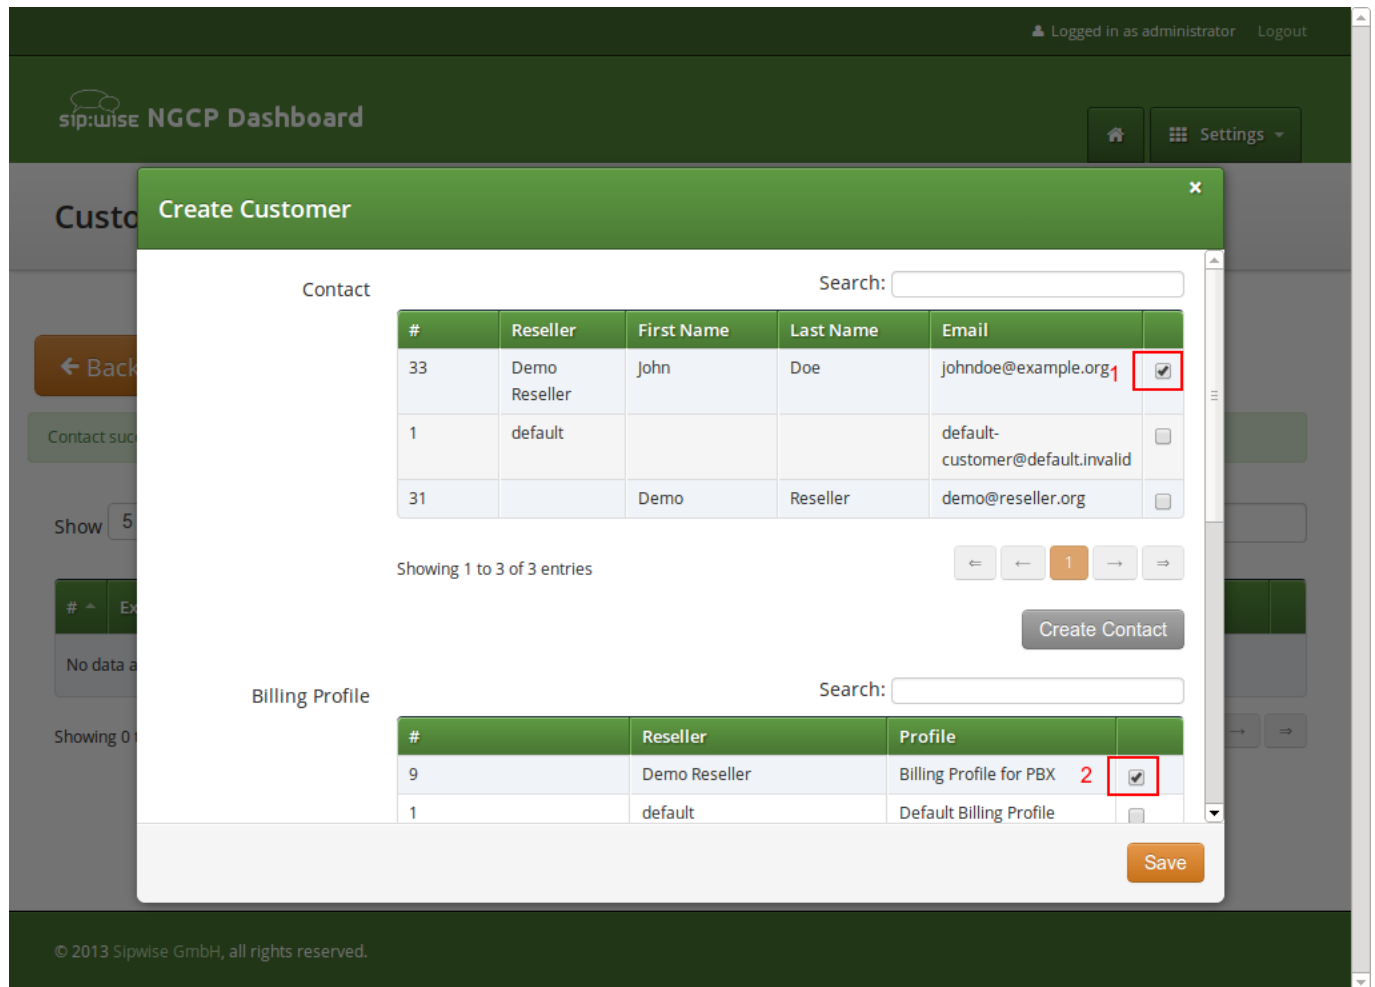 Logged in as administrator Logout
sip:wise NGCP Dashboard
Settings
Custo
Create Customer
×
Contact
Search:
# Reseller First Name Last Name Email
33 Demo Reseller John Doe johndoe@example.org 1
1 default default-customer@default.invalid
31 Demo Reseller demo@reseller.org
Showing 1 to 3 of 3 entries
⇐ ← 1 → ⇒
Create Contact
Billing Profile
Search:
# Reseller Profile
9 Demo Reseller Billing Profile for PBX 2
1 default Default Billing Profile
Save
Back
Contact suc
Show 5
# Ex
No data a
Showing 0 t
→ ⇒
© 2013 Sipwise GmbH, all rights reserved.